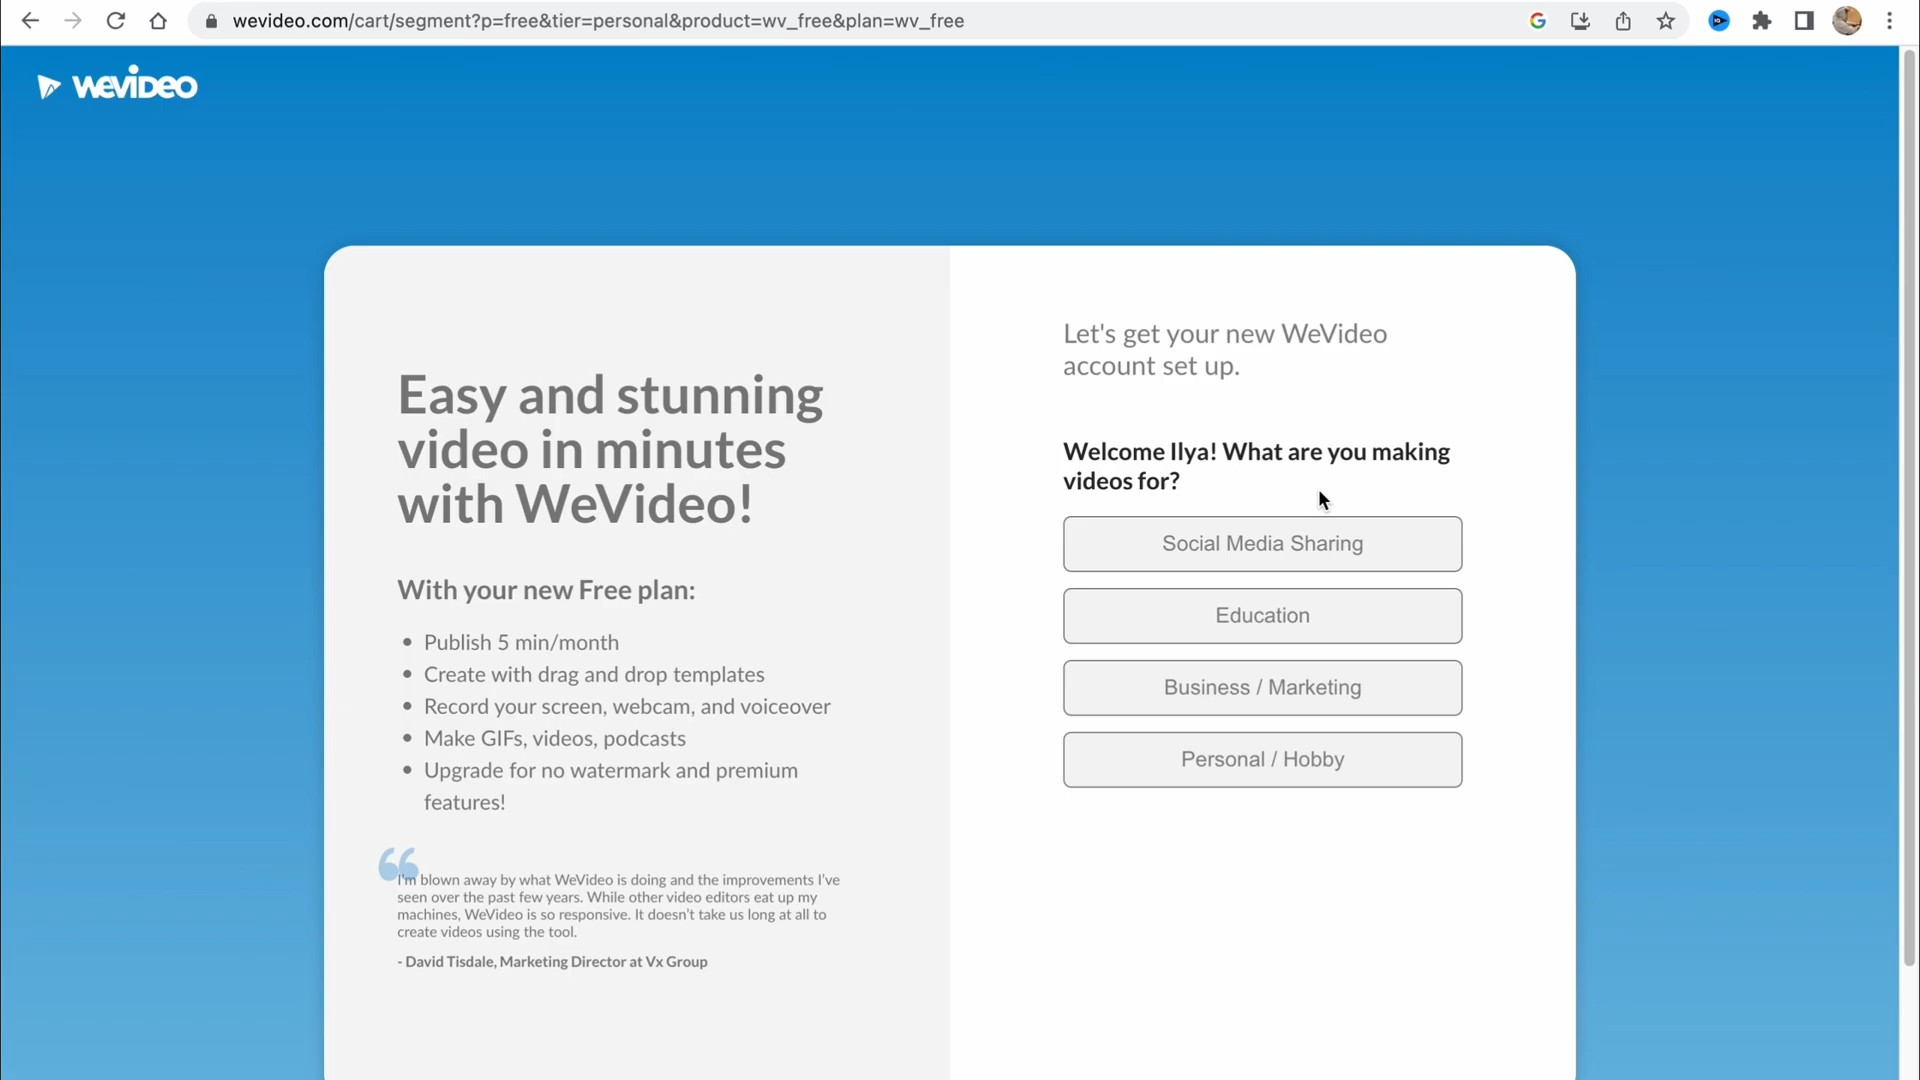 wevideo.com/cart/segment?p=free&tier=personal&product=wv_free&plan=wv_free
wevideo
Easy and stunning
video in minutes
with WeVideo!
With your new Free plan:
• Publish 5 min/month
• Create with drag and drop templates
• Record your screen, webcam, and voiceover
• Make GIFs, videos, podcasts
• Upgrade for no watermark and premium
features!
“
I'm blown away by what WeVideo is doing and the improvements I've
seen over the past few years. While other video editors eat up my
machines, WeVideo is so responsive. It doesn't take us long at all to
create videos using the tool.
- David Tisdale, Marketing Director at Vx Group
Let's get your new WeVideo
account set up.
Welcome Ilya! What are you making
videos for?
Social Media Sharing
Education
Business / Marketing
Personal / Hobby